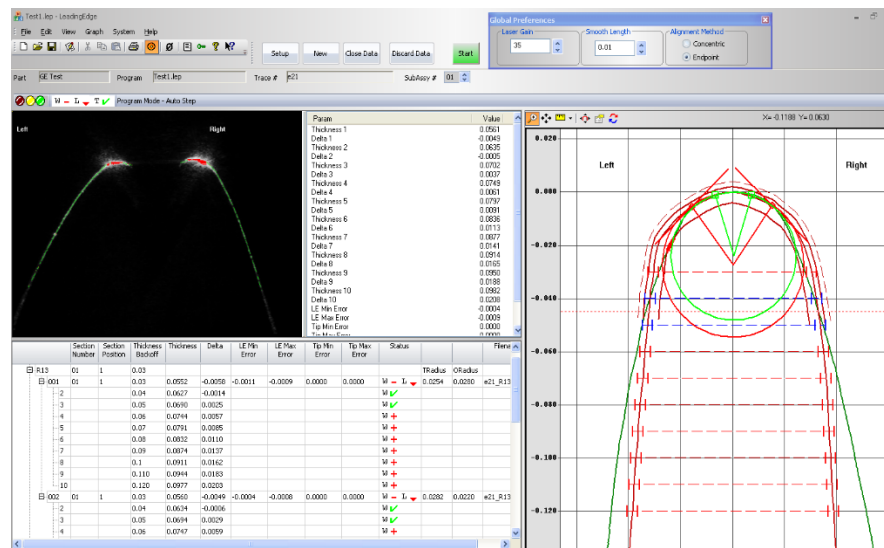 Test1.lep - LeadingEdge
File Edit View Graph System Help
Setup New Close Data Discard Data Start
Global Preferences
Laser Gain Smooth Length Alignment Method
35 0.01 Concentric
Endpoint
Part GE Test Program Test1.lep Trace # e21 SubAssy # 01
W L T Program Mode - Auto Step
Left Right
Param Value
Thickness 1 0.0561
Delta 1 -0.0049
Thickness 2 0.0635
Delta 2 -0.0005
Thickness 3 0.0702
Delta 3 0.0037
Thickness 4 0.0749
Delta 4 0.0061
Thickness 5 0.0797
Delta 5 0.0091
Thickness 6 0.0836
Delta 6 0.0113
Thickness 7 0.0877
Delta 7 0.0141
Thickness 8 0.0914
Delta 8 0.0165
Thickness 9 0.0950
Delta 9 0.0188
Thickness 10 0.0982
Delta 10 0.0208
LE Min Error -0.0004
LE Max Error -0.0009
Tip Min Error 0.0000
Tip Max Error 0.0000
X= -0.1188 Y= 0.0630
Left Right
0.020
0.000
-0.020
-0.040
-0.060
-0.080
-0.100
-0.120
Section Number Section Position Thickness Backoff Thickness Delta LE Min Error LE Max Error Tip Min Error Tip Max Error Status
R13 01 1 0.03 TRadius ORadius
001 01 1 0.03 0.0552 -0.0058 -0.0011 -0.0009 0.0000 0.0000 W L 0.0254 0.0280 e21_R13
2 0.04 0.0627 -0.0014 W
3 0.05 0.0690 0.0025 W
4 0.06 0.0744 0.0057 W
5 0.07 0.0791 0.0085 W
6 0.08 0.0832 0.0110 W
7 0.09 0.0874 0.0137 W
8 0.1 0.0911 0.0162 W
9 0.110 0.0944 0.0183 W
10 0.120 0.0977 0.0203 W
002 01 1 0.03 0.0560 -0.0049 -0.0004 -0.0008 0.0000 0.0000 W L 0.0282 0.0220 e21_R13
2 0.04 0.0634 -0.0006 W
3 0.05 0.0694 0.0029 W
4 0.06 0.0747 0.0059 W